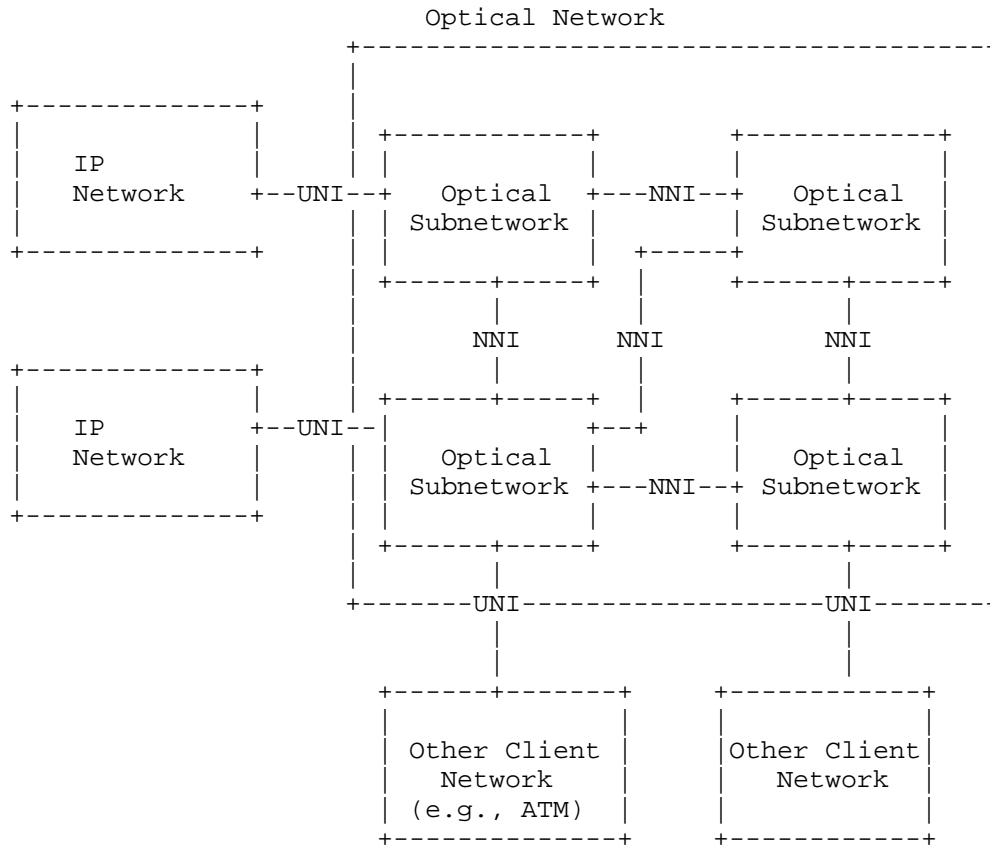 Optical Network
IP
Network
UNI
Optical
Subnetwork
NNI
Optical
Subnetwork
NNI NNI NNI
IP
Network
UNI
Optical
Subnetwork
NNI
Optical
Subnetwork
UNI UNI
Other Client
Network
(e.g., ATM)
Other Client
Network